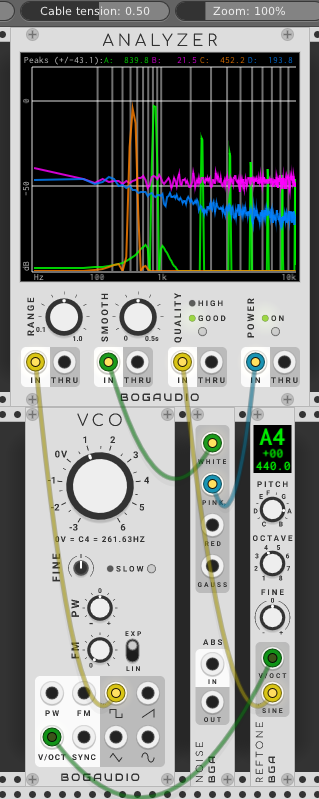 Cable tension: 0.50 Zoom: 100%
ANALYZER
Peaks (+/-43.1): A: 839.8 B: 21.5 C: 452.2 D: 193.8
0
-50
dB
Hz 100 1k 10k
RANGE 0.1 1.0
SMOOTH 0 0.5s
QUALITY HIGH GOOD
POWER ON
IN THRU IN THRU IN THRU IN THRU
BOGAUDIO
VCO
0V 1 2 3 4 5 6
-1 -2 -3
0V = C4 = 261.63HZ
FINE SLOW
PW 0 - +
FM 0 1 EXP LIN
PW FM
V/OCT SYNC
BOGAUDIO
WHITE
PINK
RED
GAUSS
ABS
IN
OUT
NOISE
BGA
A4
+00
440.0
PITCH
E F G D A C B
OCTAVE
4 5 3 6 2 7 1 8
FINE
0 - +
V/OCT
SINE
REFTONE
BGA